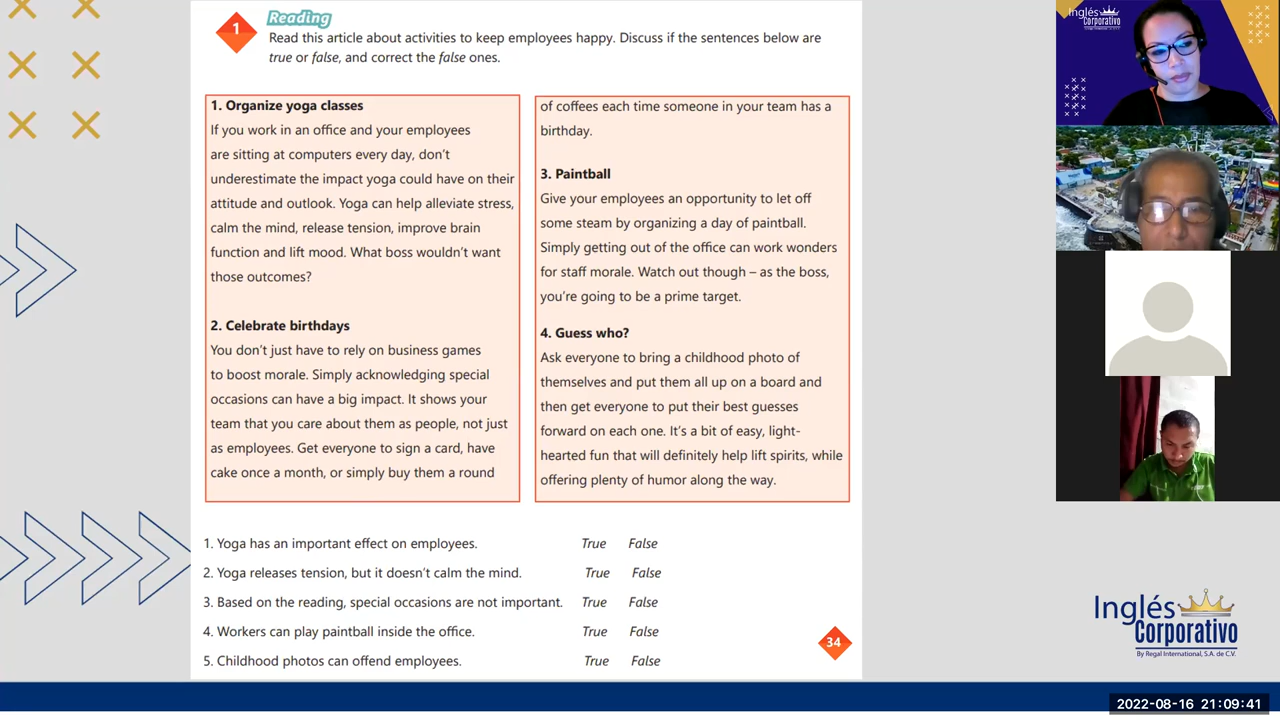 Reading
1
Read this article about activities to keep employees happy. Discuss if the sentences below are
true or false, and correct the false ones.
1. Organize yoga classes
If you work in an office and your employees
are sitting at computers every day, don't
underestimate the impact yoga could have on their
attitude and outlook. Yoga can help alleviate stress,
calm the mind, release tension, improve brain
function and lift mood. What boss wouldn't want
those outcomes?
2. Celebrate birthdays
You don't just have to rely on business games
to boost morale. Simply acknowledging special
occasions can have a big impact. It shows your
team that you care about them as people, not just
as employees. Get everyone to sign a card, have
cake once a month, or simply buy them a round
of coffees each time someone in your team has a
birthday.
3. Paintball
Give your employees an opportunity to let off
some steam by organizing a day of paintball.
Simply getting out of the office can work wonders
for staff morale. Watch out though – as the boss,
you're going to be a prime target.
4. Guess who?
Ask everyone to bring a childhood photo of
themselves and put them all up on a board and
then get everyone to put their best guesses
forward on each one. It's a bit of easy, light-
hearted fun that will definitely help lift spirits, while
offering plenty of humor along the way.
1. Yoga has an important effect on employees. True False
2. Yoga releases tension, but it doesn't calm the mind. True False
3. Based on the reading, special occasions are not important. True False
4. Workers can play paintball inside the office. True False
5. Childhood photos can offend employees. True False
34
Inglés
Corporativo
Inglés
Corporativo
By Regal International, S.A. de C.V.
2022-08-16 21:09:41